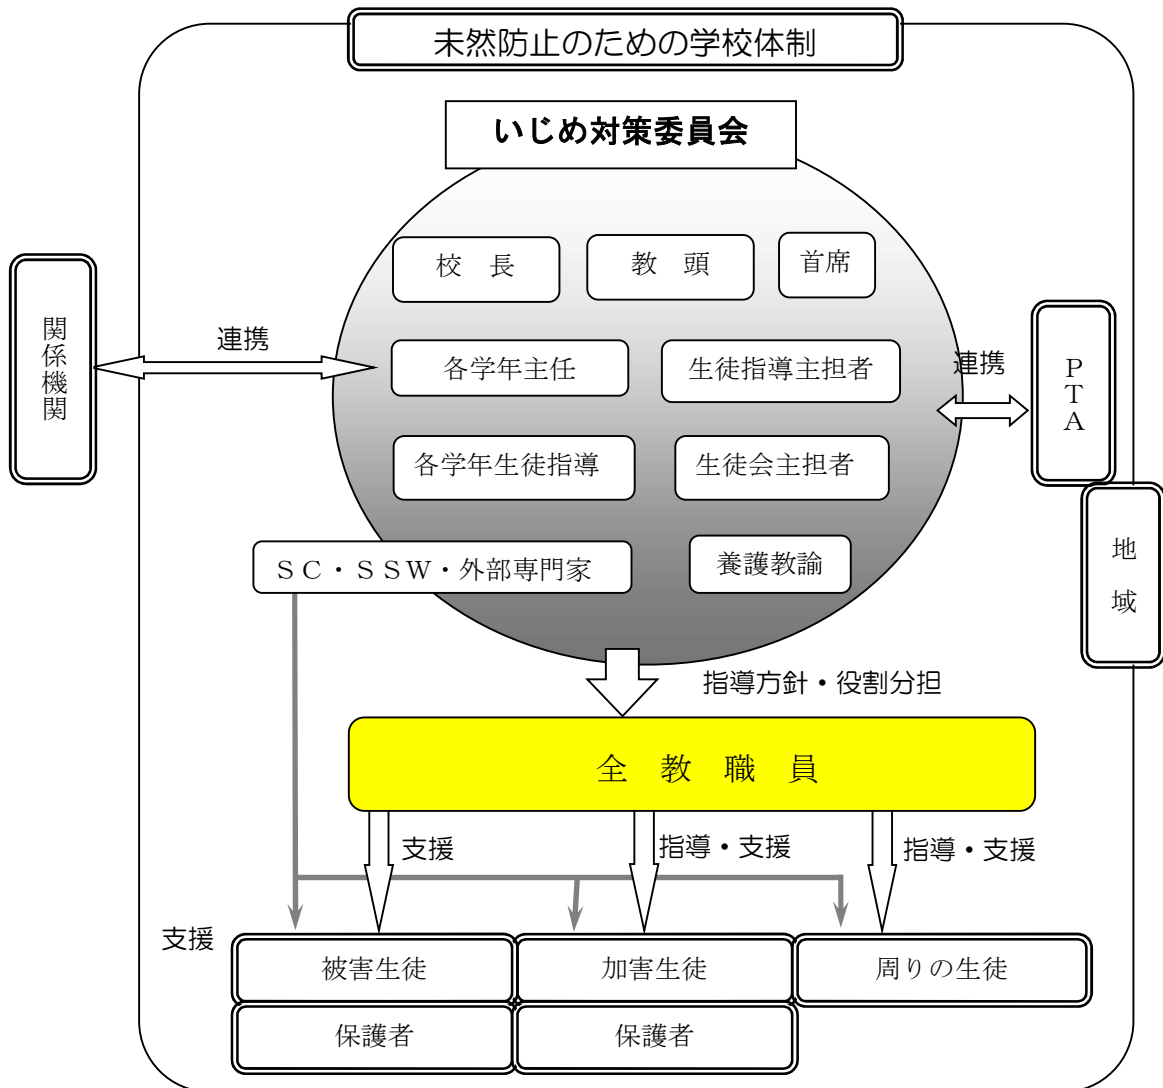 未然防止のための学校体制
いじめ対策委員会
校　長
教　頭
首席
関係機関
連携
各学年主任
生徒指導主担者
連携
ＰＴＡ
各学年生徒指導
生徒会主担者
地域
ＳＣ・ＳＳＷ・外部専門家
養護教諭
指導方針・役割分担
全　教　職　員
支援
指導・支援
指導・支援
支援
被害生徒
加害生徒
周りの生徒
保護者
保護者